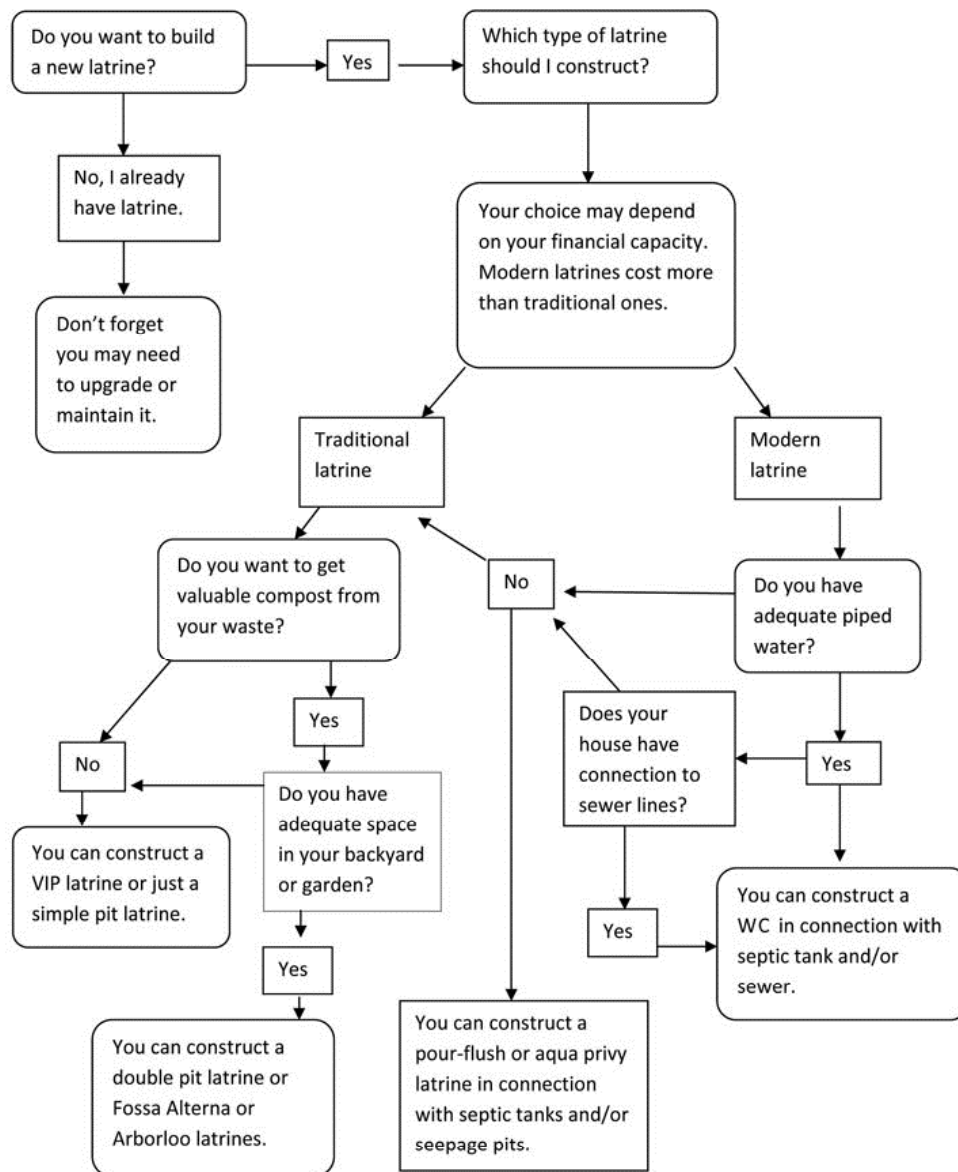 Do you want to build
a new latrine?
Yes
Which type of latrine
should I construct?
No, I already
have latrine.
Your choice may depend
on your financial capacity.
Modern latrines cost more
than traditional ones.
Don't forget
you may need
to upgrade or
maintain it.
Traditional
latrine
Modern
latrine
Do you want to get
valuable compost from
your waste?
No
Do you have
adequate piped
water?
Yes
No
Does your
house have
connection to
sewer lines?
Yes
Do you have
adequate space
in your backyard
or garden?
You can construct a
VIP latrine or just a
simple pit latrine.
Yes
You can construct a
WC in connection with
septic tank and/or
sewer.
Yes
You can construct a
double pit latrine or
Fossa Alterna or
Arborloo latrines.
You can construct a
pour-flush or aqua privy
latrine in connection
with septic tanks and/or
seepage pits.